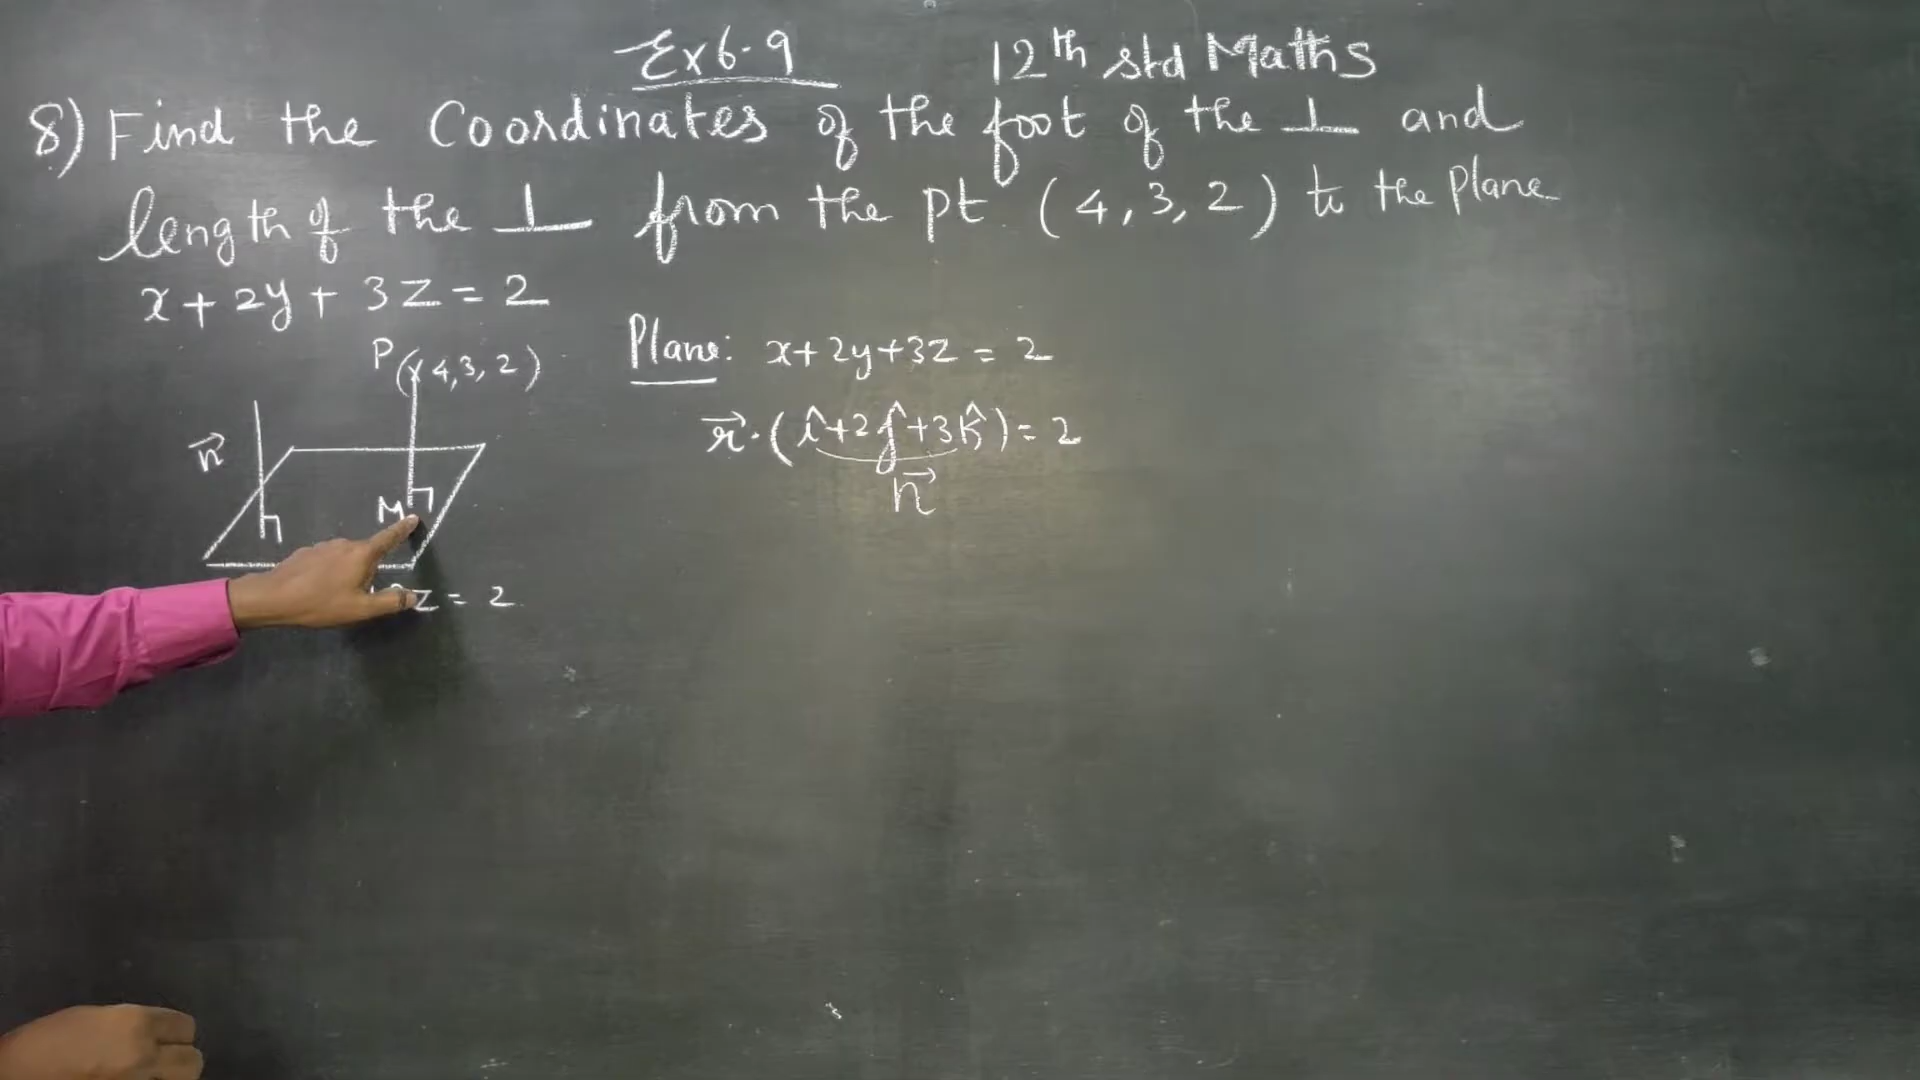 Ex 6.9 12th std Maths
8) Find the Coordinates of the foot of the ⊥ and
length of the ⊥ from the pt. (4, 3, 2) to the Plane
x + 2y + 3z = 2
P(4, 3, 2)
n⃗
M
z = 2
Plane: x + 2y + 3z = 2
r⃗ · (î + 2ĵ + 3k̂) = 2
n⃗